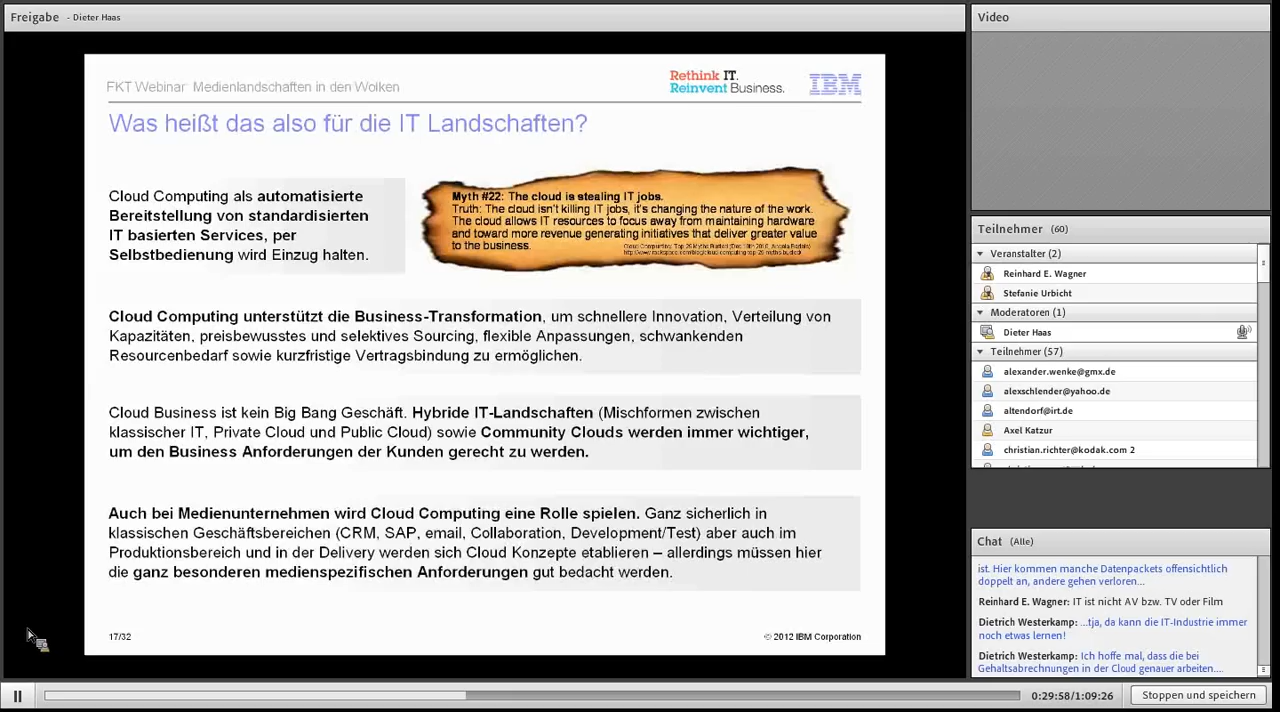 Freigabe - Dieter Haas
FKT Webinar Medienlandschaften in den Wolken
Rethink IT.
Reinvent Business.
IBM
Was heißt das also für die IT Landschaften?
Cloud Computing als automatisierte
Bereitstellung von standardisierten
IT basierten Services, per
Selbstbedienung wird Einzug halten.
Myth #22: The cloud is stealing IT jobs.
Truth: The cloud isn't killing IT jobs, it's changing the nature of the work.
The cloud allows IT resources to focus away from maintaining hardware
and toward more revenue generating initiatives that deliver greater value
to the business.
Cloud Computing unterstützt die Business-Transformation, um schnellere Innovation, Verteilung von
Kapazitäten, preisbewusstes und selektives Sourcing, flexible Anpassungen, schwankenden
Resourcenbedarf sowie kurzfristige Vertragsbindung zu ermöglichen.
Cloud Business ist kein Big Bang Geschäft. Hybride IT-Landschaften (Mischformen zwischen
klassischer IT, Private Cloud und Public Cloud) sowie Community Clouds werden immer wichtiger,
um den Business Anforderungen der Kunden gerecht zu werden.
Auch bei Medienunternehmen wird Cloud Computing eine Rolle spielen. Ganz sicherlich in
klassischen Geschäftsbereichen (CRM, SAP, email, Collaboration, Development/Test) aber auch im
Produktionsbereich und in der Delivery werden sich Cloud Konzepte etablieren – allerdings müssen hier
die ganz besonderen medienspezifischen Anforderungen gut bedacht werden.
17/32
© 2012 IBM Corporation
Video
Teilnehmer (60)
Veranstalter (2)
Reinhard E. Wagner
Stefanie Urbicht
Moderatoren (1)
Dieter Haas
Teilnehmer (57)
alexander.wenke@gmx.de
alexschlender@yahoo.de
altendorf@irt.de
Axel Katzur
christian.richter@kodak.com 2
Chat (Alle)
ist. Hier kommen manche Datenpackets offensichtlich
doppelt an, andere gehen verloren...
Reinhard E. Wagner: IT ist nicht AV bzw. TV oder Film
Dietrich Westerkamp: ...tja, da kann die IT-Industrie immer
noch etwas lernen!
Dietrich Westerkamp: Ich hoffe mal, dass die bei
Gehaltsabrechnungen in der Cloud genauer arbeiten....
0:29:58/1:09:26
Stoppen und speichern